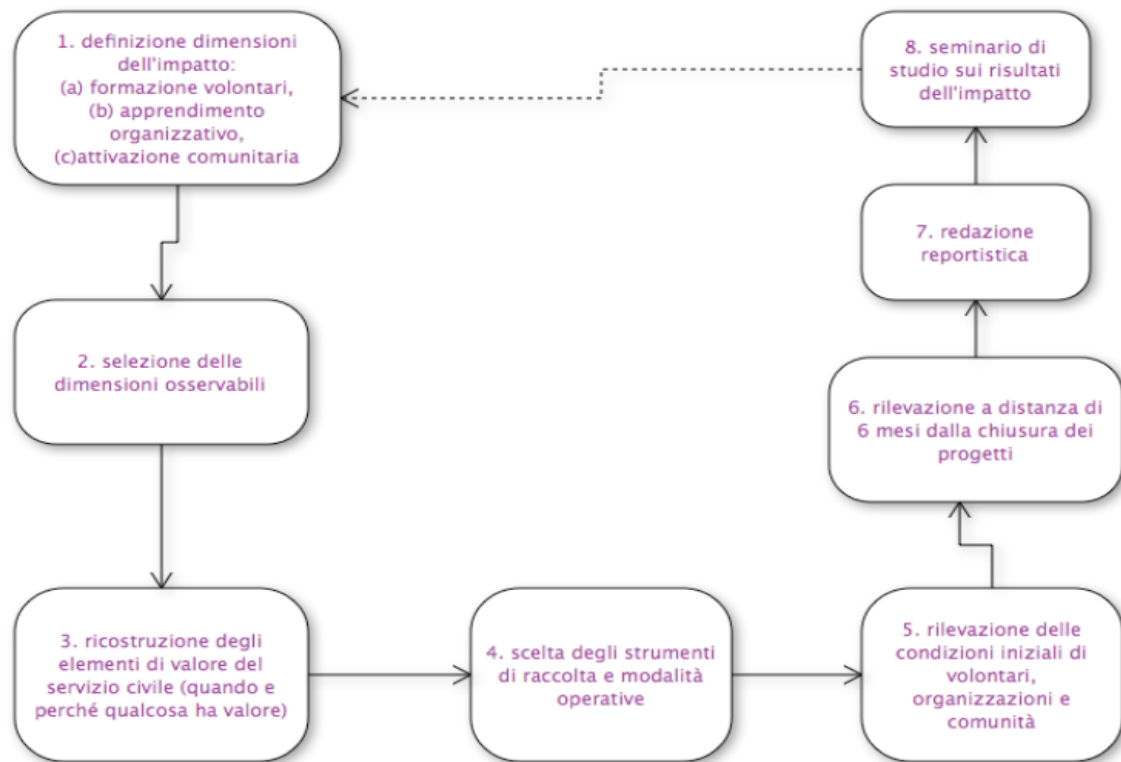 1. definizione dimensioni
dell'impatto:
(a) formazione volontari,
(b) apprendimento
organizzativo,
(c)attivazione comunitaria
2. selezione delle
dimensioni osservabili
3. ricostruzione degli
elementi di valore del
servizio civile (quando e
perché qualcosa ha valore)
4. scelta degli strumenti
di raccolta e modalità
operative
5. rilevazione delle
condizioni iniziali di
volontari,
organizzazioni e
comunità
6. rilevazione a distanza di
6 mesi dalla chiusura dei
progetti
7. redazione
reportistica
8. seminario di
studio sui risultati
dell'impatto